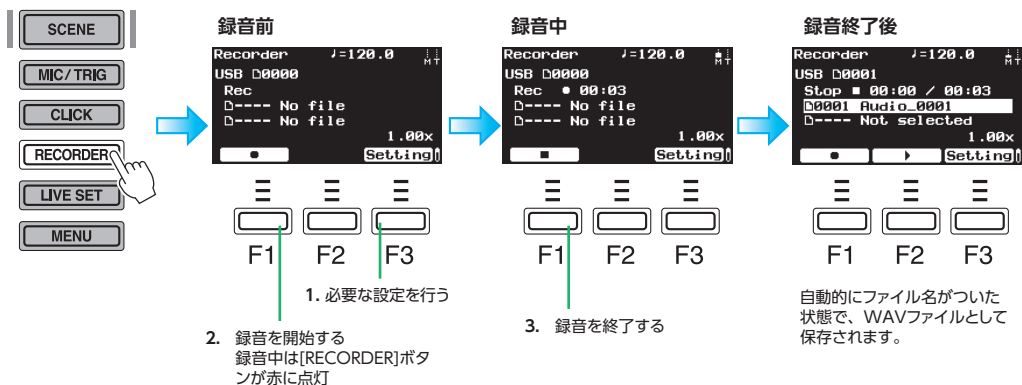 SCENE
MIC/TRIG
CLICK
RECORDER
LIVE SET
MENU
録音前
Recorder ♩=120.0 M T
USB 0000
Rec
---- No file
---- No file
1.00x
● Setting
F1 F2 F3
1. 必要な設定を行う
2. 録音を開始する
録音中は[RECORDER]ボタ
ンが赤に点灯
録音中
Recorder ♩=120.0 M T
USB 0000
Rec ● 00:03
---- No file
---- No file
1.00x
■ Setting
F1 F2 F3
3. 録音を終了する
録音終了後
Recorder ♩=120.0 M T
USB 0001
Stop ■ 00:00 / 00:03
0001 Audio_0001
---- Not selected
1.00x
● ▶ Setting
F1 F2 F3
自動的にファイル名がついた
状態で、WAVファイルとして
保存されます。